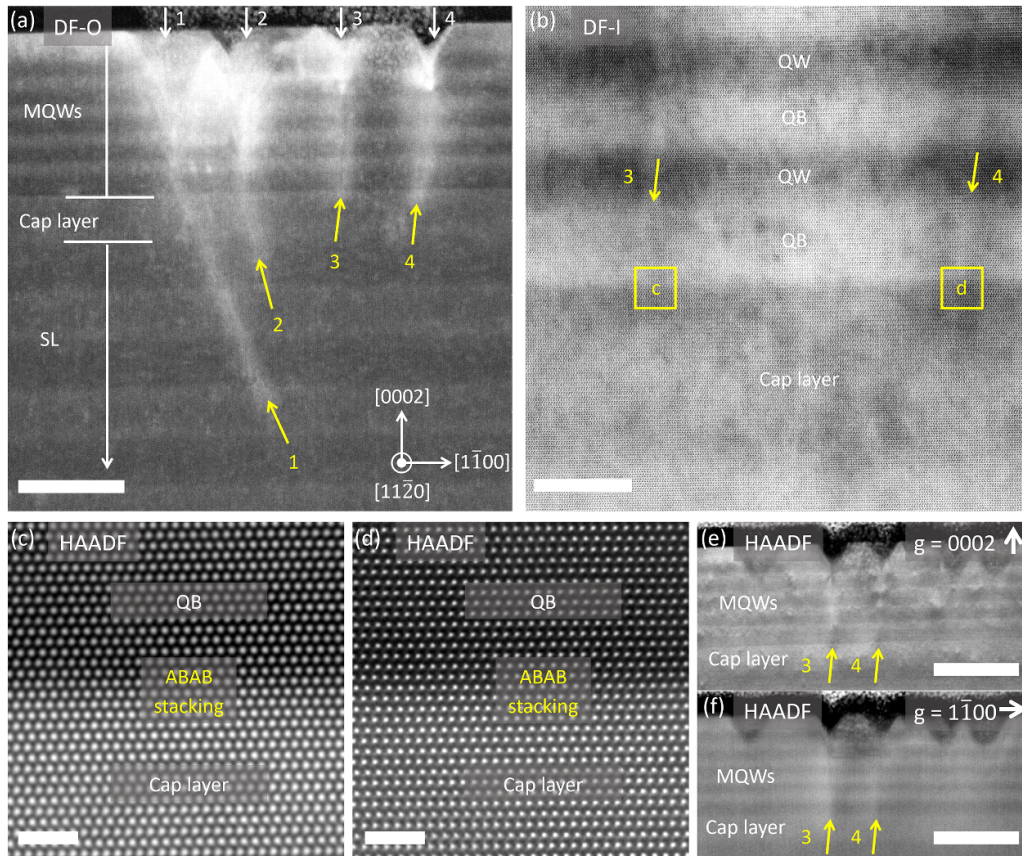 (a)
DF-O
1
2
3
4
MQWs
Cap layer
SL
3
4
2
1
[0002]
[11̅00]
[112̅0]
(b)
DF-I
QW
QB
3
QW
4
QB
c
d
Cap layer
(c)
HAADF
QB
ABAB
stacking
Cap layer
(d)
HAADF
QB
ABAB
stacking
Cap layer
(e)
HAADF
g = 0002
MQWs
Cap layer
3
4
(f)
HAADF
g = 11̅00
MQWs
Cap layer
3
4